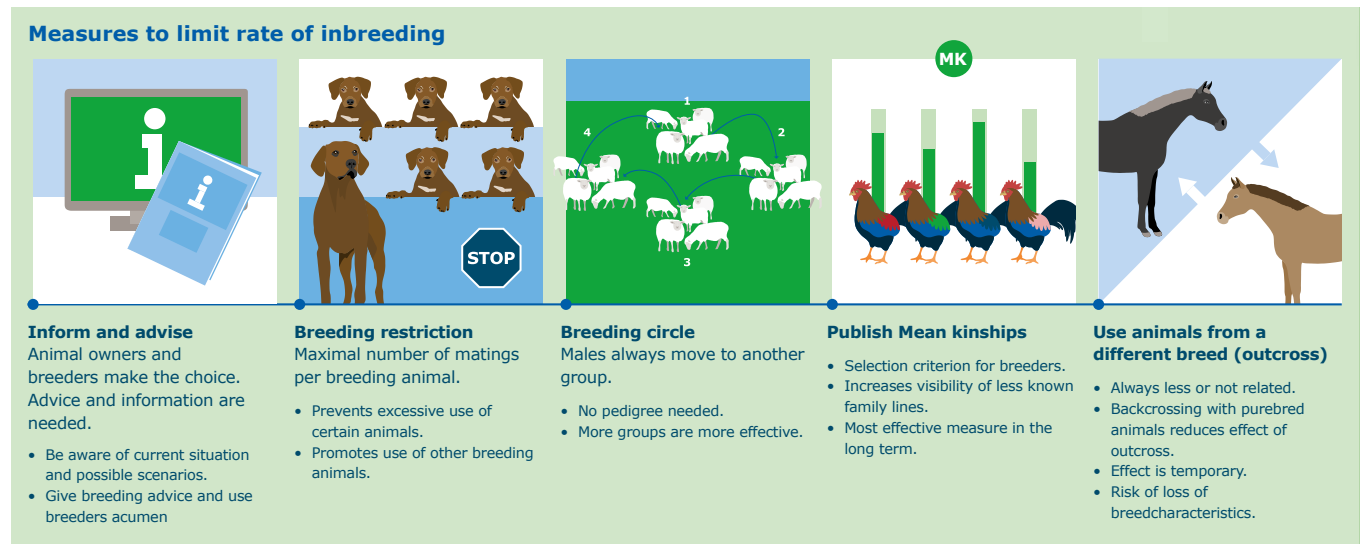 Measures to limit rate of inbreeding
i
i
STOP
1
2
3
4
MK
Inform and advise
Animal owners and
breeders make the choice.
Advice and information are
needed.
• Be aware of current situation
and possible scenarios.
• Give breeding advice and use
breeders acumen
Breeding restriction
Maximal number of matings
per breeding animal.
• Prevents excessive use of
certain animals.
• Promotes use of other breeding
animals.
Breeding circle
Males always move to another
group.
• No pedigree needed.
• More groups are more effective.
Publish Mean kinships
• Selection criterion for breeders.
• Increases visibility of less known
family lines.
• Most effective measure in the
long term.
Use animals from a
different breed (outcross)
• Always less or not related.
• Backcrossing with purebred
animals reduces effect of
outcross.
• Effect is temporary.
• Risk of loss of
breedcharacteristics.